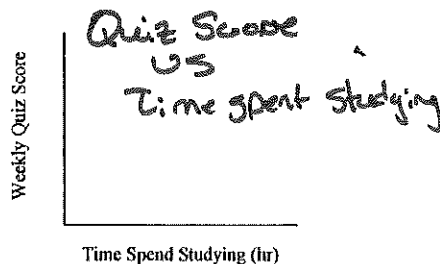 Quiz Score
vs
Time spent studying
Weekly Quiz Score
Time Spend Studying (hr)